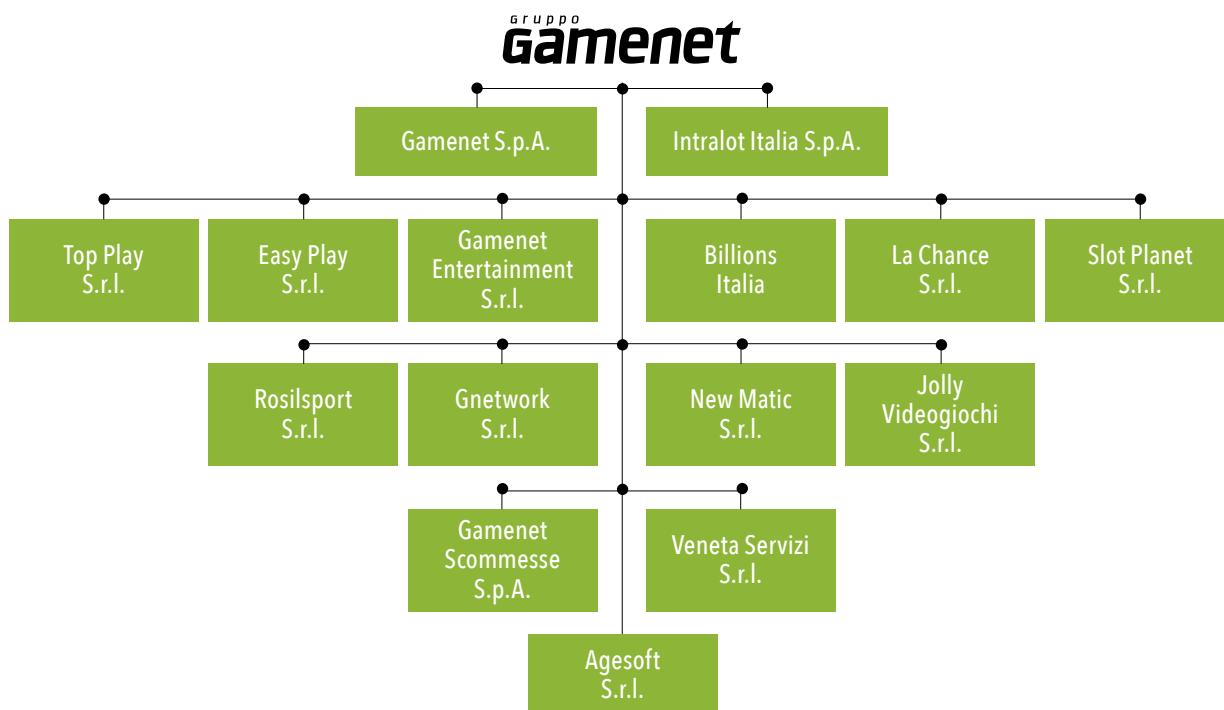 gruppo
Gamenet
Gamenet S.p.A.
Intralot Italia S.p.A.
Top Play
S.r.l.
Easy Play
S.r.l.
Gamenet
Entertainment
S.r.l.
Billions
Italia
La Chance
S.r.l.
Slot Planet
S.r.l.
Rosilsport
S.r.l.
Gnetwork
S.r.l.
New Matic
S.r.l.
Jolly
Videogiochi
S.r.l.
Gamenet
Scommesse
S.p.A.
Veneta Servizi
S.r.l.
Agesoft
S.r.l.